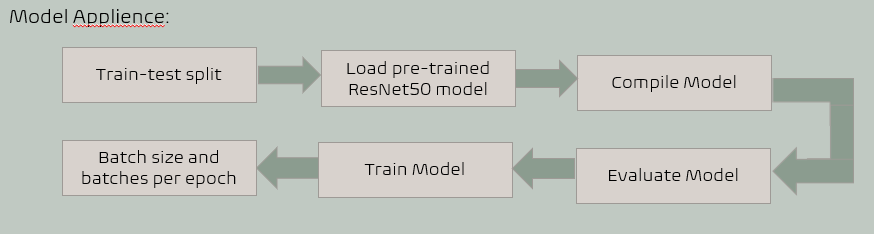 Model Applience:
Train-test split
Load pre-trained
ResNet50 model
Compile Model
Evaluate Model
Train Model
Batch size and
batches per epoch